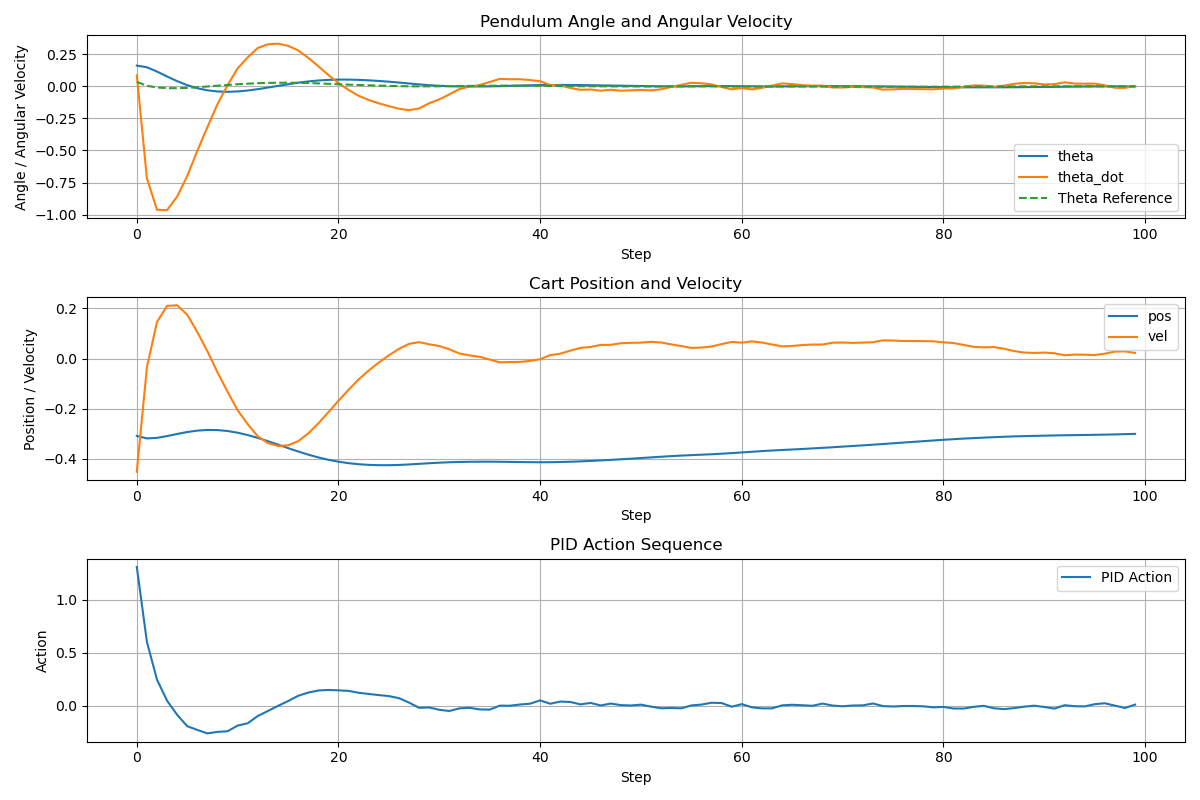 Pendulum Angle and Angular Velocity
Angle / Angular Velocity
0.25
0.00
−0.25
−0.50
−0.75
−1.00
theta
theta_dot
Theta Reference
0 20 40 60 80 100
Step
Cart Position and Velocity
Position / Velocity
0.2
0.0
−0.2
−0.4
pos
vel
0 20 40 60 80 100
Step
PID Action Sequence
Action
1.0
0.5
0.0
PID Action
0 20 40 60 80 100
Step